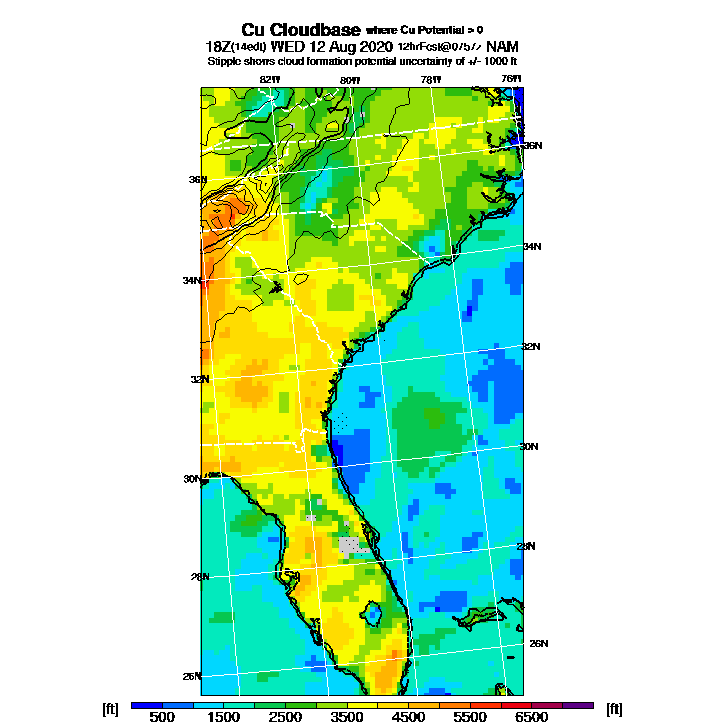 Cu Cloudbase where Cu Potential > 0
18Z(14edt) WED 12 Aug 2020 12hrFcst@0757z NAM
Stipple shows cloud formation potential uncertainty of +/- 1000 ft
82W 80W 78W 76W
36N
36N
34N
34N
32N
32N
30N
30N
28N
28N
26N
26N
[ft] 500 1500 2500 3500 4500 5500 6500 [ft]